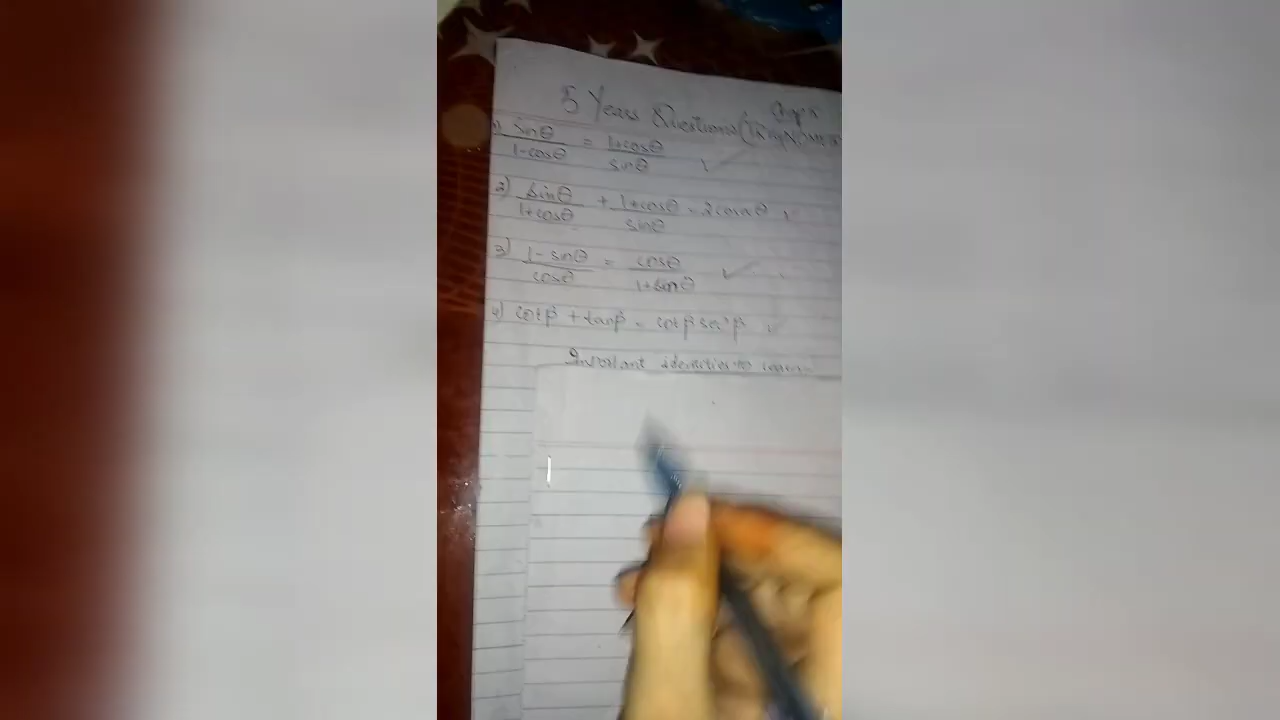 5 Years Questions
1) sinθ/1-cosθ = 1+cosθ/sinθ
2) sinθ/1+cosθ + 1+cosθ/sinθ = 2cosecθ
3) 1-sinθ/cosθ = cosθ/1+sinθ
4) cotβ + tanβ = cotβ sec²β
Important identities to learn